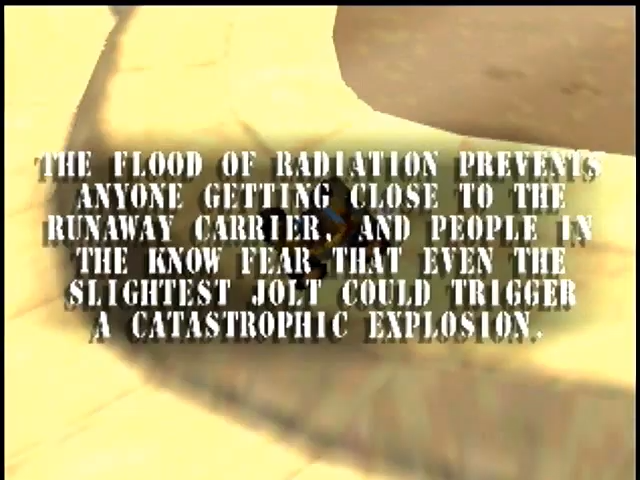 THE FLOOD OF RADIATION PREVENTS
ANYONE GETTING CLOSE TO THE
RUNAWAY CARRIER, AND PEOPLE IN
THE KNOW FEAR THAT EVEN THE
SLIGHTEST JOLT COULD TRIGGER
A CATASTROPHIC EXPLOSION.